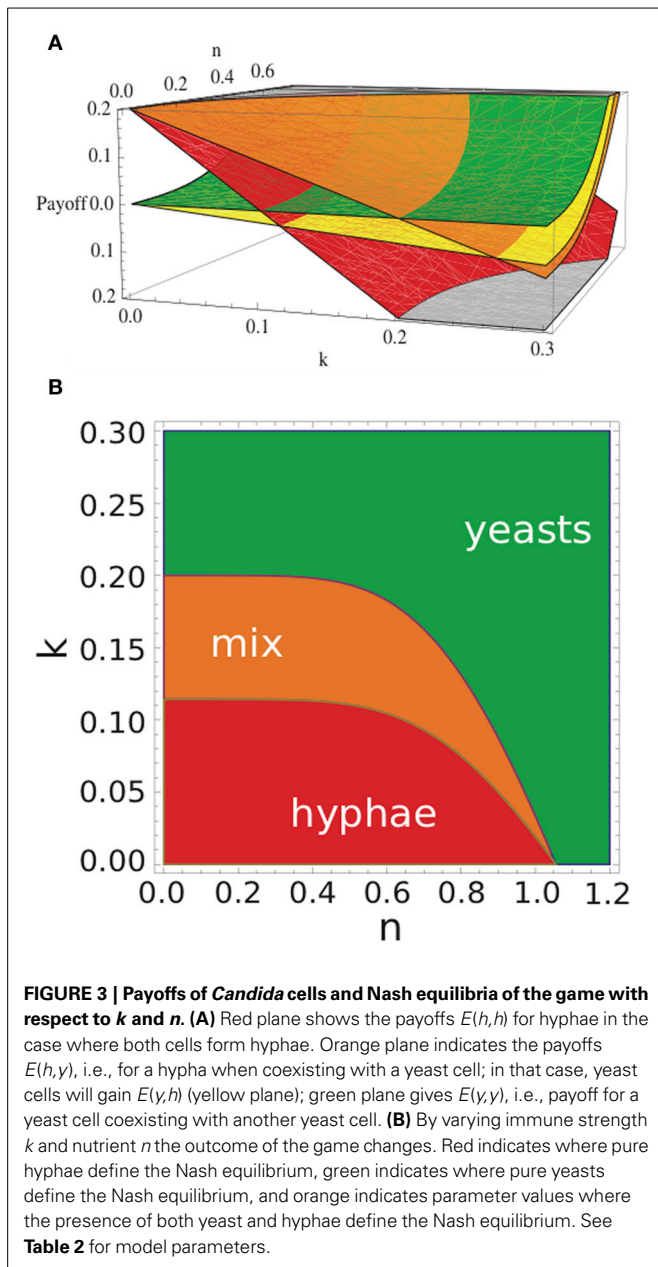 A
n
0.0 0.2 0.4 0.6
0.2
0.1
Payoff 0.0
0.1
0.2
0.0 0.1 0.2 0.3
k
B
0.30
0.25
0.20
0.15
0.10
0.05
0.00
k
yeasts
mix
hyphae
0.0 0.2 0.4 0.6 0.8 1.0 1.2
n
FIGURE 3 | Payoffs of Candida cells and Nash equilibria of the game with
respect to k and n. (A) Red plane shows the payoffs E(h,h) for hyphae in the
case where both cells form hyphae. Orange plane indicates the payoffs
E(h,y), i.e., for a hypha when coexisting with a yeast cell; in that case, yeast
cells will gain E(y,h) (yellow plane); green plane gives E(y,y), i.e., payoff for a
yeast cell coexisting with another yeast cell. (B) By varying immune strength
k and nutrient n the outcome of the game changes. Red indicates where pure
hyphae define the Nash equilibrium, green indicates where pure yeasts
define the Nash equilibrium, and orange indicates parameter values where
the presence of both yeast and hyphae define the Nash equilibrium. See
Table 2 for model parameters.